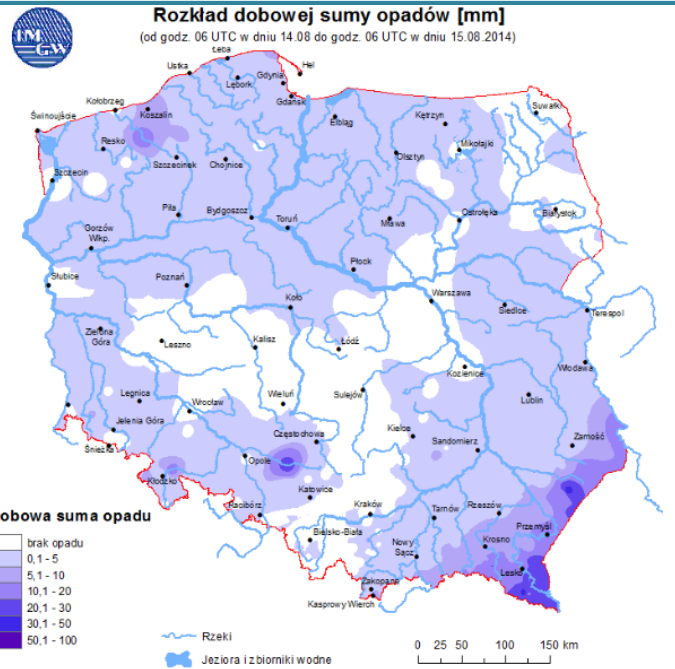 Rozkład dobowej sumy opadów [mm]
(od godz. 06 UTC w dniu 14.08 do godz. 06 UTC w dniu 15.08.2014)
IM
GW
Łeba
Ustka
Hel
Lębork
Gdynia
Gdańsk
Kołobrzeg
Koszalin
Świnoujście
Elbląg
Kętrzyn
Suwałki
Resko
Mikołajki
Szczecinek
Chojnice
Olsztyn
Szczecin
Piła
Bydgoszcz
Toruń
Mława
Ostrołęka
Białystok
Gorzów
Wlkp.
Płock
Słubice
Poznań
Koło
Warszawa
Siedlce
Terespol
Zielona
Góra
Leszno
Kalisz
Łódź
Kozienice
Włodawa
Legnica
Wrocław
Wieluń
Sulejów
Lublin
Jelenia Góra
Śnieżka
Częstochowa
Kielce
Sandomierz
Zamość
Opole
Kłodzko
Katowice
Racibórz
Kraków
Tarnów
Rzeszów
Przemyśl
Bielsko-Biała
Nowy
Sącz
Krosno
Lesko
Zakopane
Kasprowy Wierch
obowa suma opadu
brak opadu
0,1 - 5
5,1 - 10
10,1 - 20
20,1 - 30
30,1 - 50
50,1 - 100
Rzeki
Jeziora i zbiorniki wodne
0 25 50 100 150 km